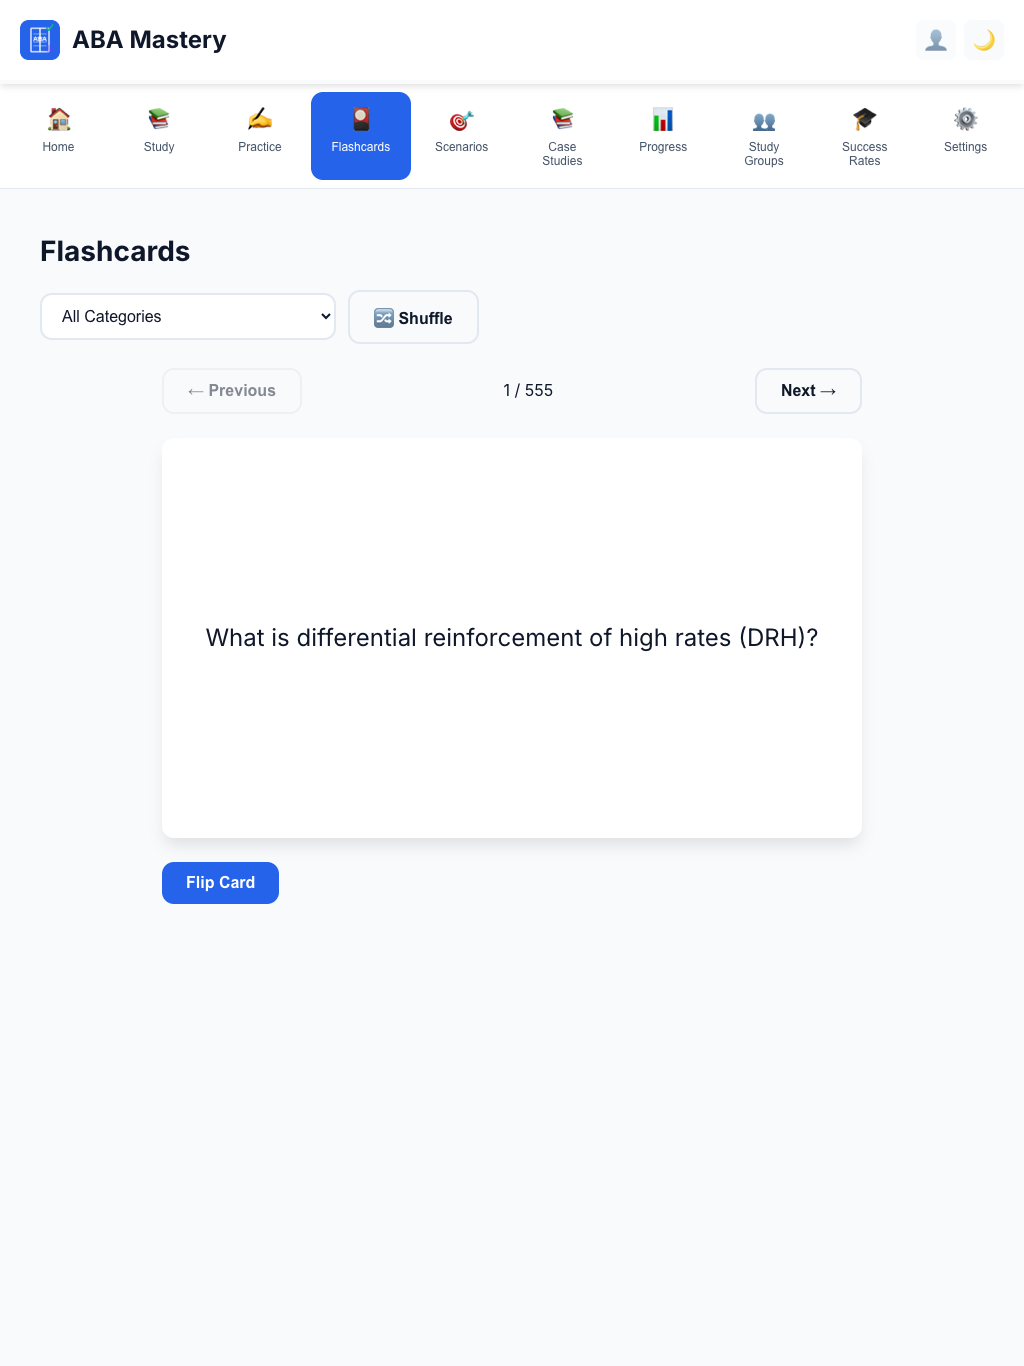 ABA
ABA Mastery
Home
Study
Practice
Flashcards
Scenarios
Case
Studies
Progress
Study
Groups
Success
Rates
Settings
Flashcards
All Categories
Shuffle
← Previous
1 / 555
Next →
What is differential reinforcement of high rates (DRH)?
Flip Card